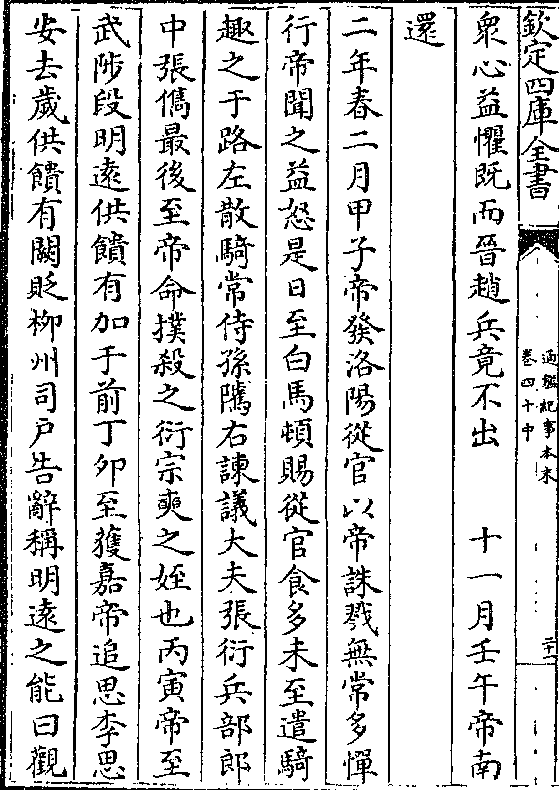 欽定四庫全書
通鑑紀事本末
卷四十中
二十一
衆心益懼既而晉趙兵竟不出　十一月壬午帝南
還
二年春二月甲子帝發洛陽從官以帝誅戮無常多憚
行帝聞之益怒是日至白馬頓賜從官食多未至遣騎
趣之于路左散騎常侍孫隲右諫議大夫張衍兵部郎
中張儁最後至帝命撲殺之衍宗奭之姪也丙寅帝至
武陟段明遠供饋有加于前丁卯至獲嘉帝追思李思
安去歲供饋有闕貶柳州司戶告辭稱明遠之能曰觀